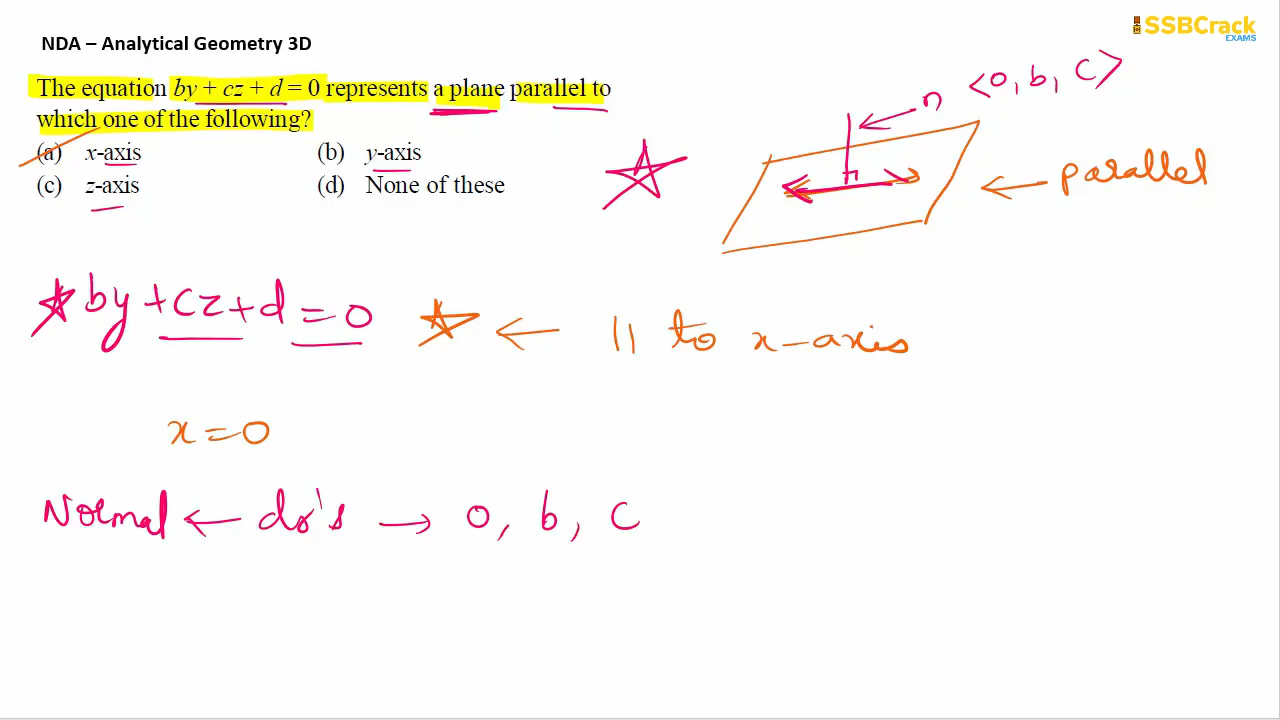 SSBCrack
EXAMS
NDA – Analytical Geometry 3D
The equation by + cz + d = 0 represents a plane parallel to
which one of the following?
(a) x-axis (b) y-axis
(c) z-axis (d) None of these
n <0, b, c>
← parallel
by + cz + d = 0 ← || to x-axis
x = 0
Normal ← dr's → 0, b, c